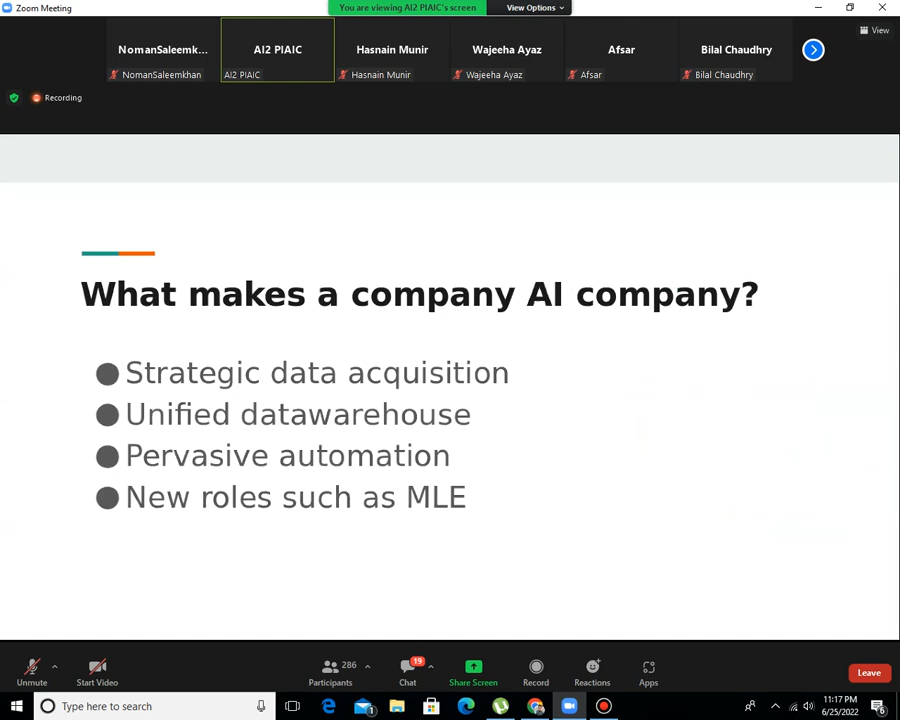 Zoom Meeting
You are viewing AI2 PIAIC's screen
View Options
View
NomanSaleemk...
AI2 PIAIC
Hasnain Munir
Wajeeha Ayaz
Afsar
Bilal Chaudhry
NomanSaleemkhan
AI2 PIAIC
Hasnain Munir
Wajeeha Ayaz
Afsar
Bilal Chaudhry
Recording
What makes a company AI company?
● Strategic data acquisition
● Unified datawarehouse
● Pervasive automation
● New roles such as MLE
286
19
Unmute
Start Video
Participants
Chat
Share Screen
Record
Reactions
Apps
Leave
Type here to search
1
11:17 PM
6/25/2022
6